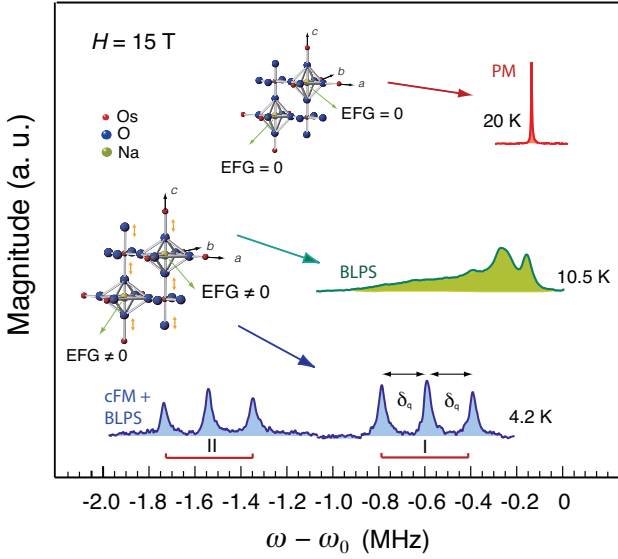 H = 15 T
c
b
a
PM
Os
O
Na
EFG = 0
20 K
EFG = 0
c
b
a
BLPS
10.5 K
EFG ≠ 0
EFG ≠ 0
cFM +
BLPS
δq
δq
4.2 K
II
I
-2.0 -1.8 -1.6 -1.4 -1.2 -1.0 -0.8 -0.6 -0.4 -0.2 0
ω − ω0 (MHz)
Magnitude (a. u.)